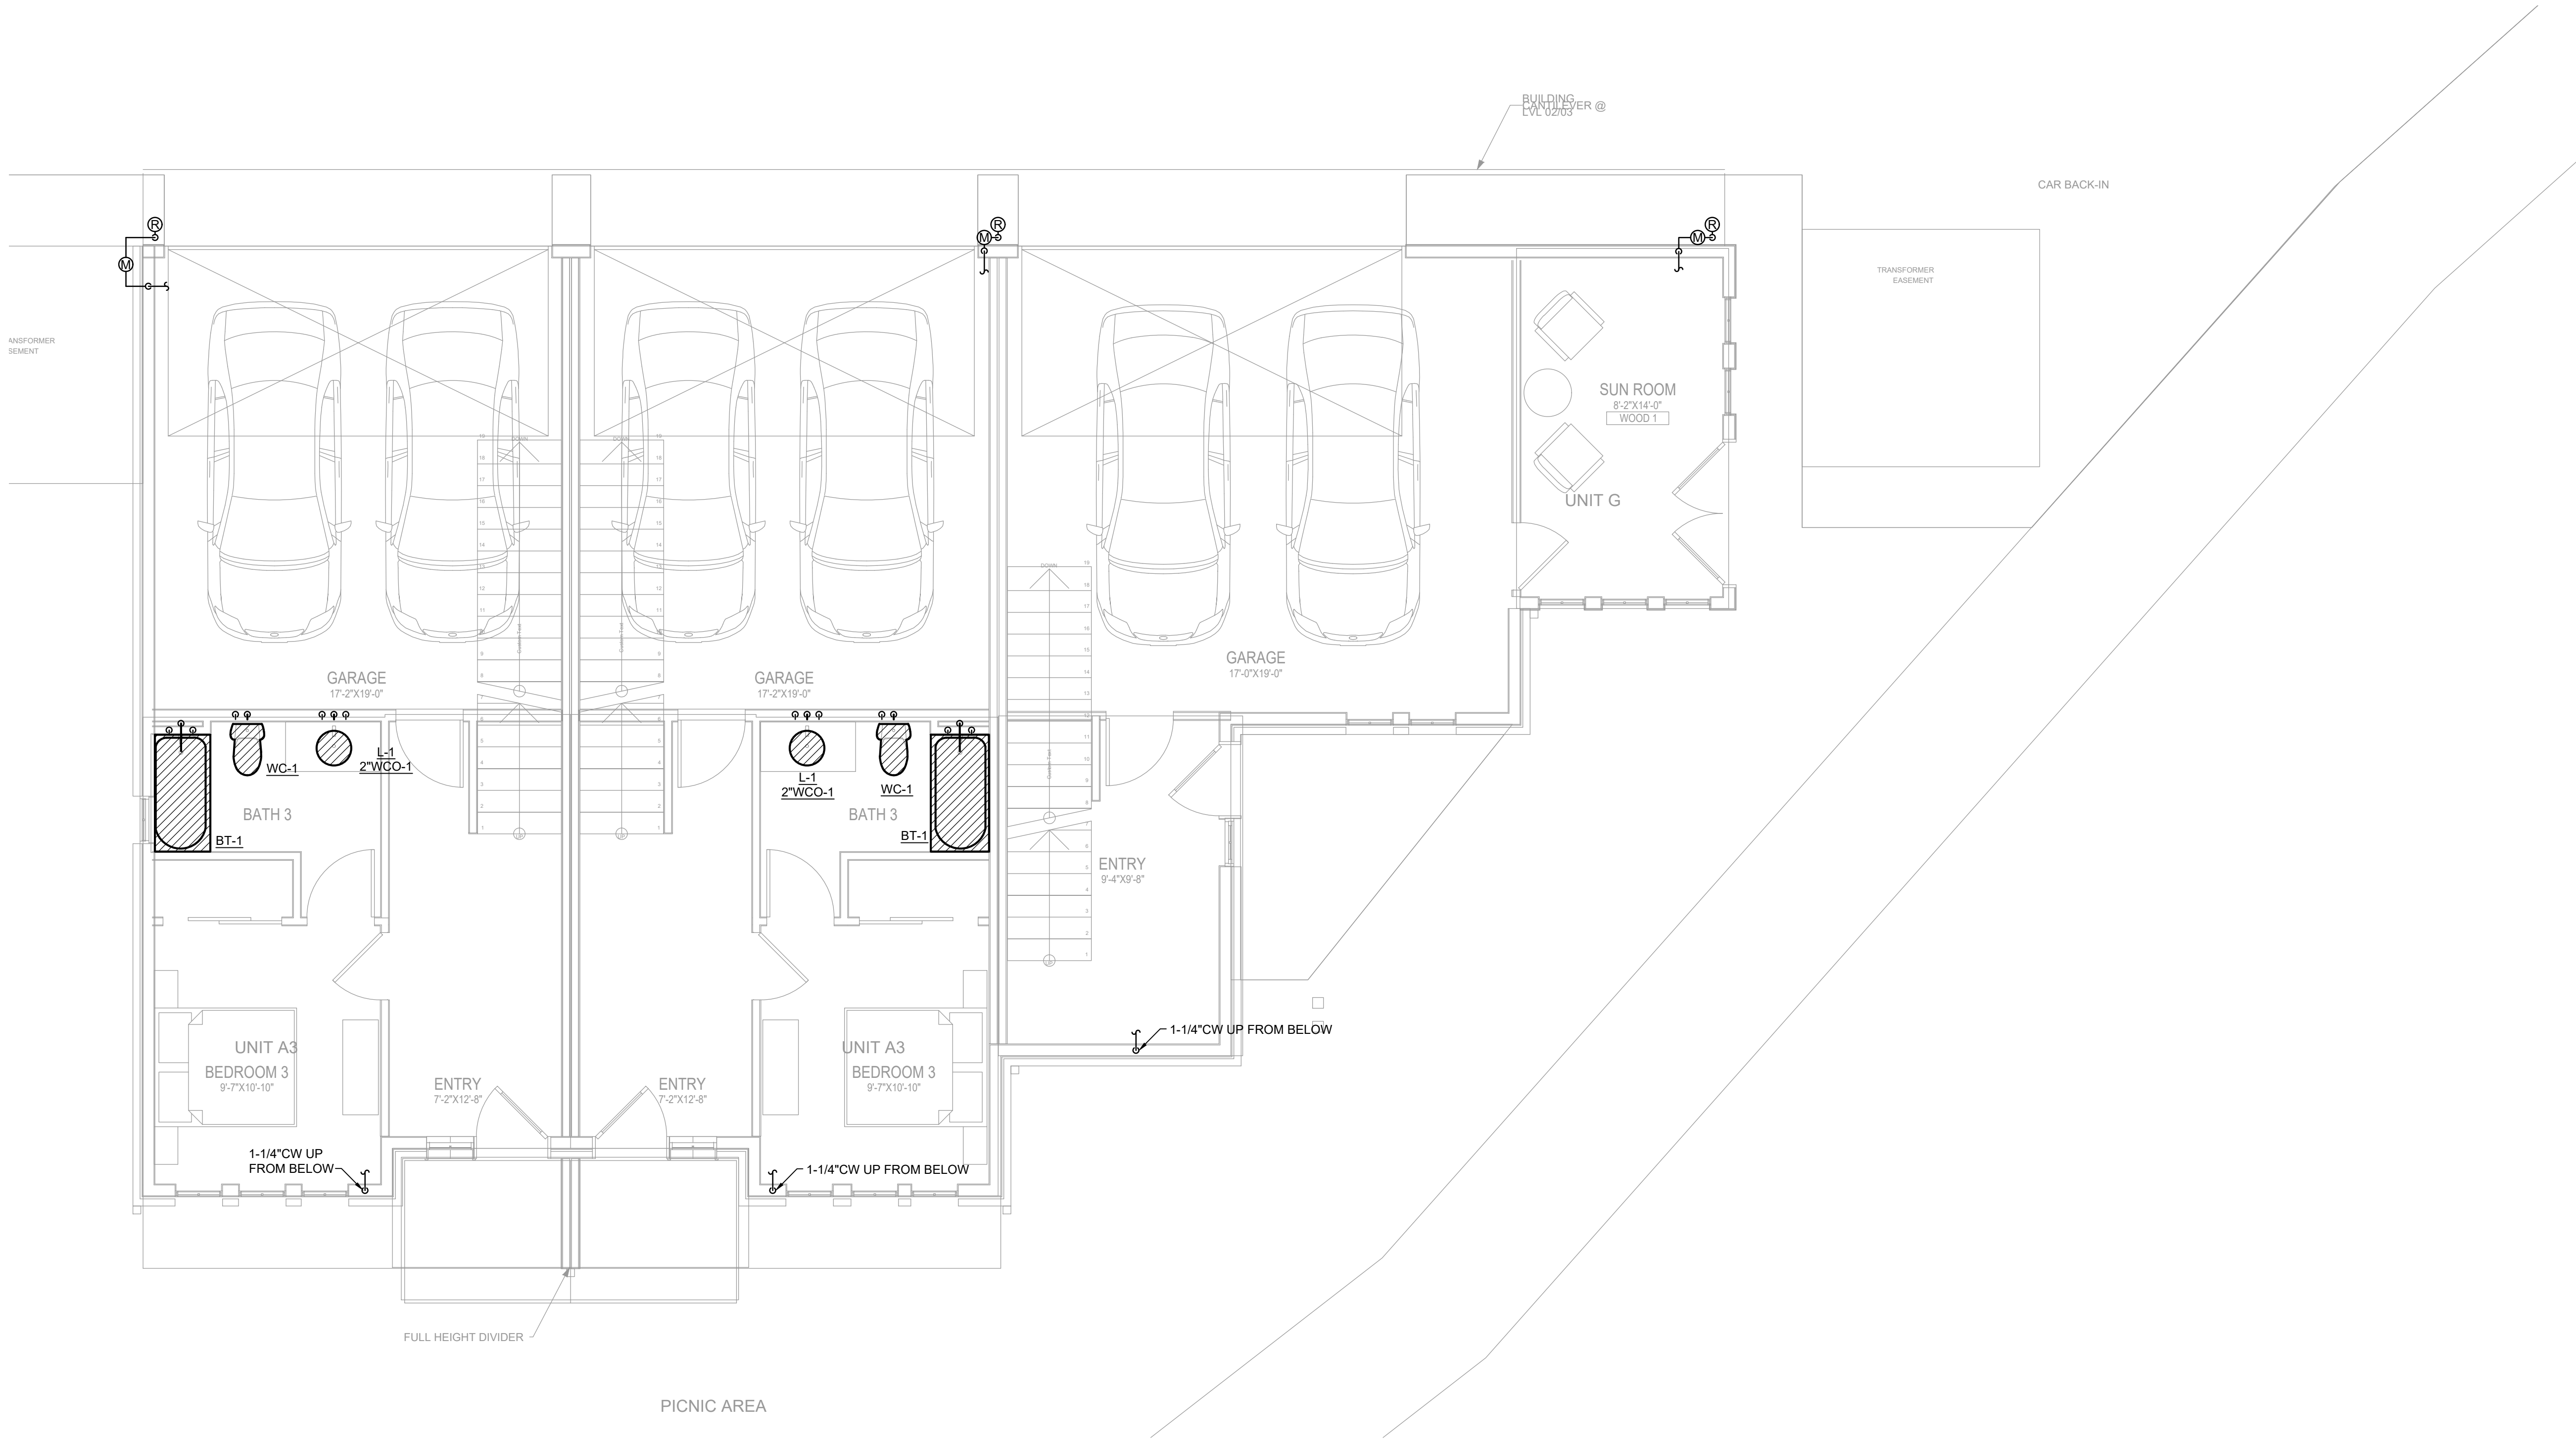 BUILDING
CANTILEVER @
LVL 02/03
CAR BACK-IN
R
R
R
M
M
M
TRANSFORMER
EASEMENT
ANSFORMER
SEMENT
SUN ROOM
8'-2"X14'-0"
WOOD 1
UNIT G
DOWN
DOWN
DOWN
GARAGE
17'-2"X19'-0"
GARAGE
17'-2"X19'-0"
GARAGE
17'-0"X19'-0"
L-1
2"WCO-1
WC-1
BATH 3
BT-1
L-1
2"WCO-1
WC-1
BATH 3
BT-1
ENTRY
9'-4"X9'-8"
1-1/4"CW UP FROM BELOW
UNIT A3
BEDROOM 3
9'-7"X10'-10"
ENTRY
7'-2"X12'-8"
ENTRY
7'-2"X12'-8"
UNIT A3
BEDROOM 3
9'-7"X10'-10"
1-1/4"CW UP
FROM BELOW
1-1/4"CW UP FROM BELOW
FULL HEIGHT DIVIDER
PICNIC AREA